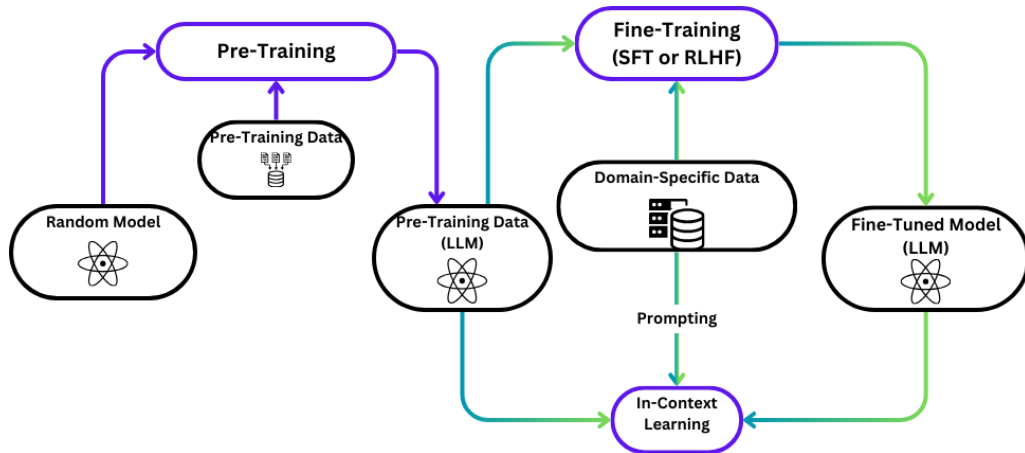 Pre-Training
Fine-Training
(SFT or RLHF)
Pre-Training Data
Domain-Specific Data
Random Model
Pre-Training Data
(LLM)
Fine-Tuned Model
(LLM)
Prompting
In-Context
Learning